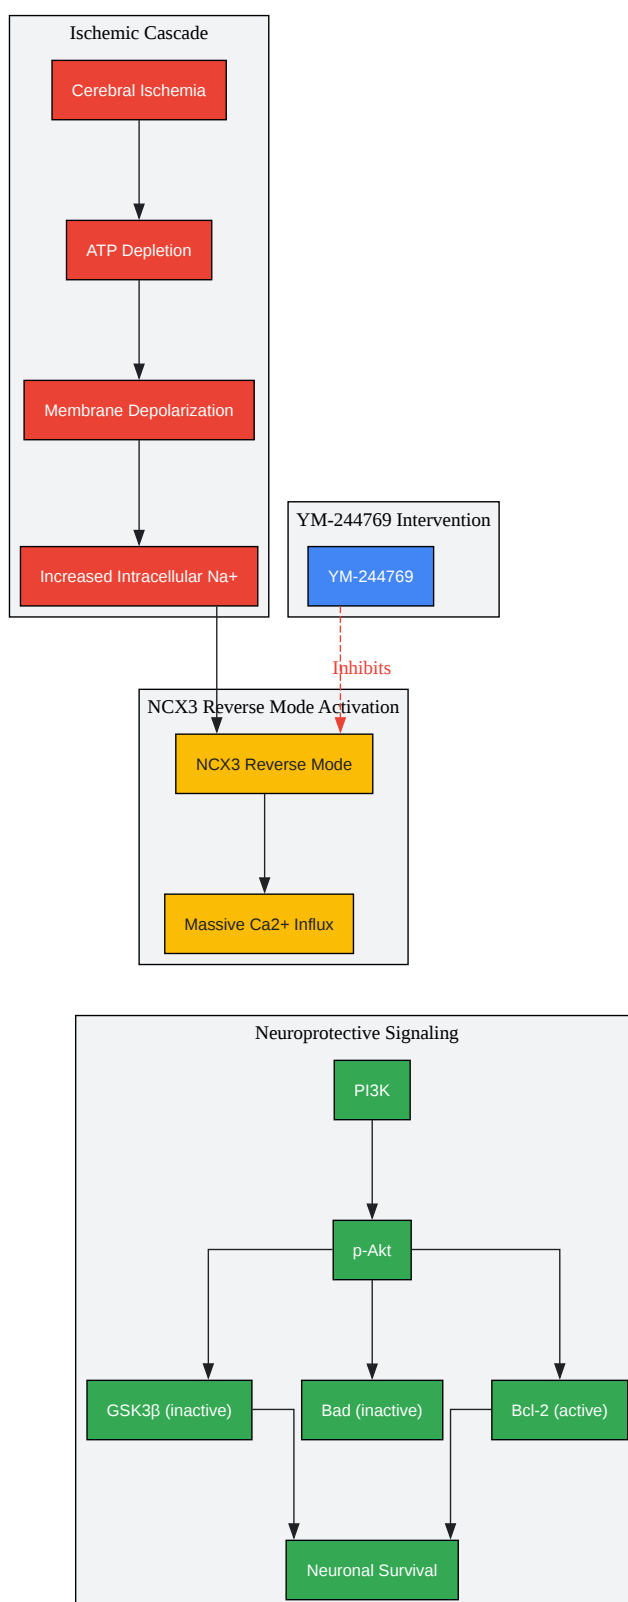 Ischemic Cascade
Cerebral Ischemia
ATP Depletion
Membrane Depolarization
YM-244769 Intervention
Increased Intracellular Na+
YM-244769
Inhibits
NCX3 Reverse Mode Activation
NCX3 Reverse Mode
Massive Ca2+ Influx
Neuroprotective Signaling
PI3K
p-Akt
GSK3β (inactive)
Bad (inactive)
Bcl-2 (active)
Neuronal Survival